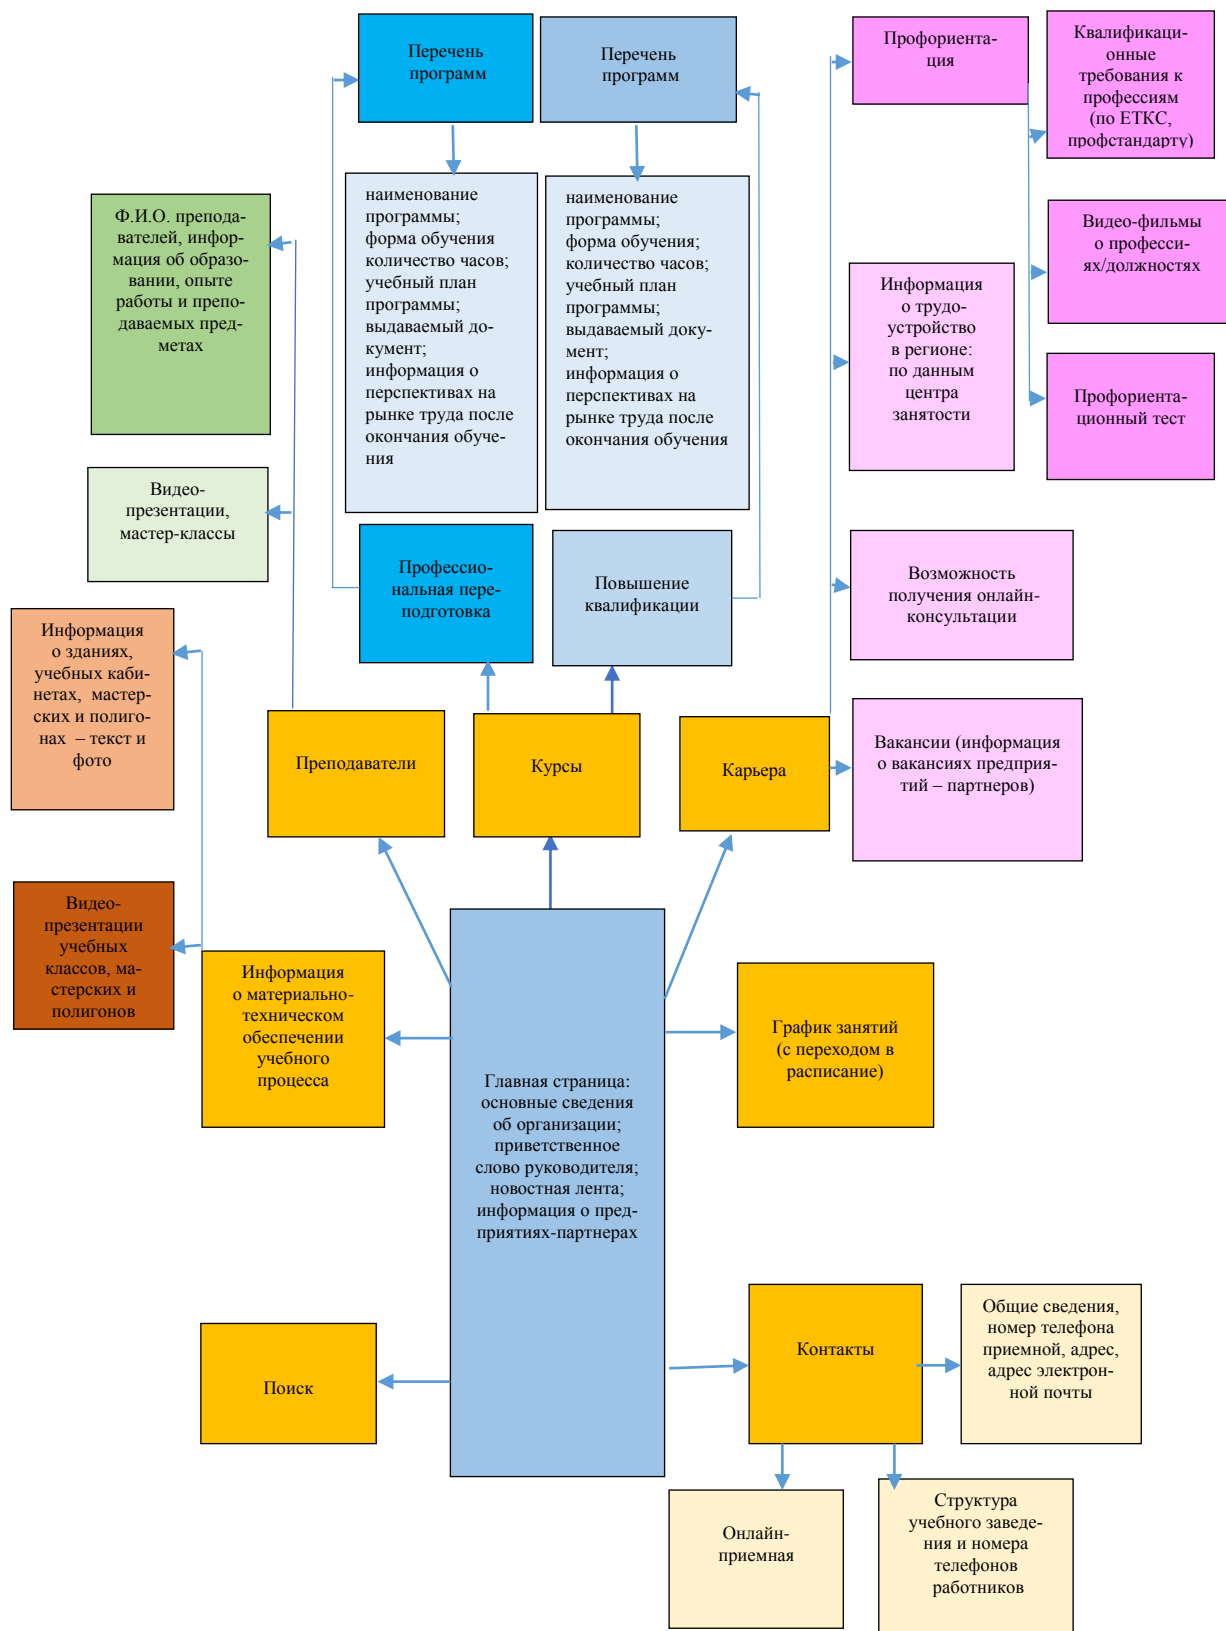 Перечень
программ
Перечень
программ
Профориента-
ция
Квалификаци-
онные
требования к
профессиям
(по ЕТКС,
профстандарту)
Ф.И.О. препода-
вателей, инфор-
мация об образо-
вании, опыте
работы и препо-
даваемых пред-
метах
наименование
программы;
форма обучения
количество часов;
учебный план
программы;
выдаваемый до-
кумент;
информация о
перспективах на
рынке труда после
окончания обуче-
ния
наименование
программы;
форма обучения;
количество часов;
учебный план
программы;
выдаваемый доку-
мент;
информация о
перспективах на
рынке труда после
окончания обучения
Видео-фильмы
о професси-
ях/должностях
Информация
о трудо-
устройство
в регионе:
по данным
центра
занятости
Профориента-
ционный тест
Видео-
презентации,
мастер-классы
Профессио-
нальная пере-
подготовка
Повышение
квалификации
Возможность
получения онлайн-
консультации
Информация
о зданиях,
учебных каби-
нетах, мастер-
ских и полиго-
нах – текст и
фото
Преподаватели
Курсы
Карьера
Вакансии (информация
о вакансиях предприя-
тий – партнеров)
Видео-
презентации
учебных
классов, ма-
стерских и
полигонов
Информация
о материально-
техническом
обеспечении
учебного
процесса
График занятий
(с переходом в
расписание)
Главная страница:
основные сведения
об организации;
приветственное
слово руководителя;
новостная лента;
информация о пред-
приятиях-партнерах
Поиск
Контакты
Общие сведения,
номер телефона
приемной, адрес,
адрес электрон-
ной почты
Онлайн-
приемная
Структура
учебного заведе-
ния и номера
телефонов
работников